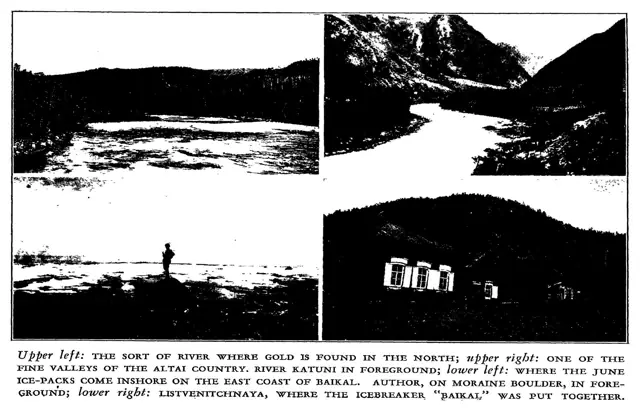 Upper left: THE SORT OF RIVER WHERE GOLD IS FOUND IN THE NORTH; upper right: ONE OF THE
FINE VALLEYS OF THE ALTAI COUNTRY. RIVER KATUNI IN FOREGROUND; lower left: WHERE THE JUNE
ICE-PACKS COME INSHORE ON THE EAST COAST OF BAIKAL. AUTHOR, ON MORAINE BOULDER, IN FORE-
GROUND; lower right: LISTVENITCHNAYA, WHERE THE ICEBREAKER "BAIKAL" WAS PUT TOGETHER.